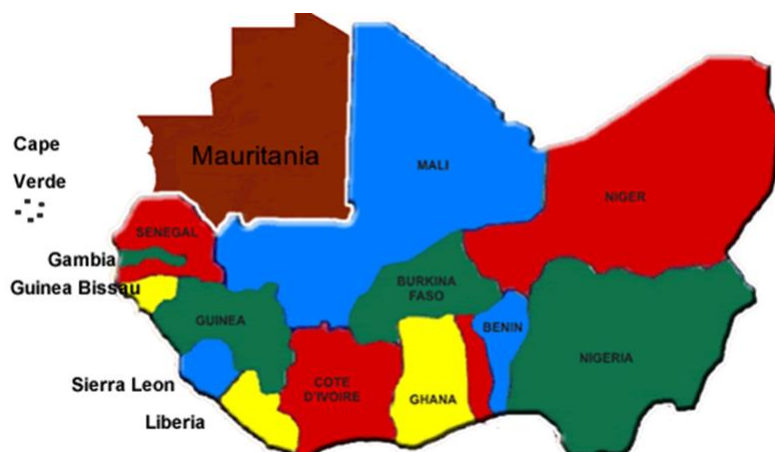 Cape
Verde
Mauritania
MALI
NIGER
SENEGAL
Gambia
Guinea Bissau
GUINEA
BURKINA
FASO
BENIN
NIGERIA
Sierra Leon
COTE
D'IVOIRE
GHANA
Liberia